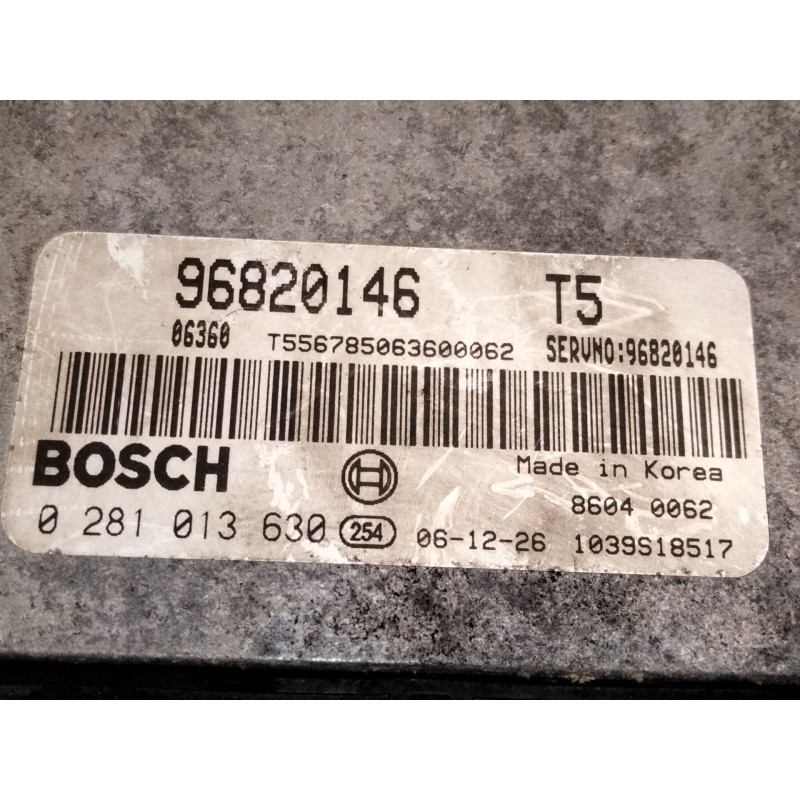 96820146 T5
06360 T556785063600062 SERVNO:96820146
BOSCH Made in Korea
8604 0062
0 281 013 630 254 06-12-26 1039S18517